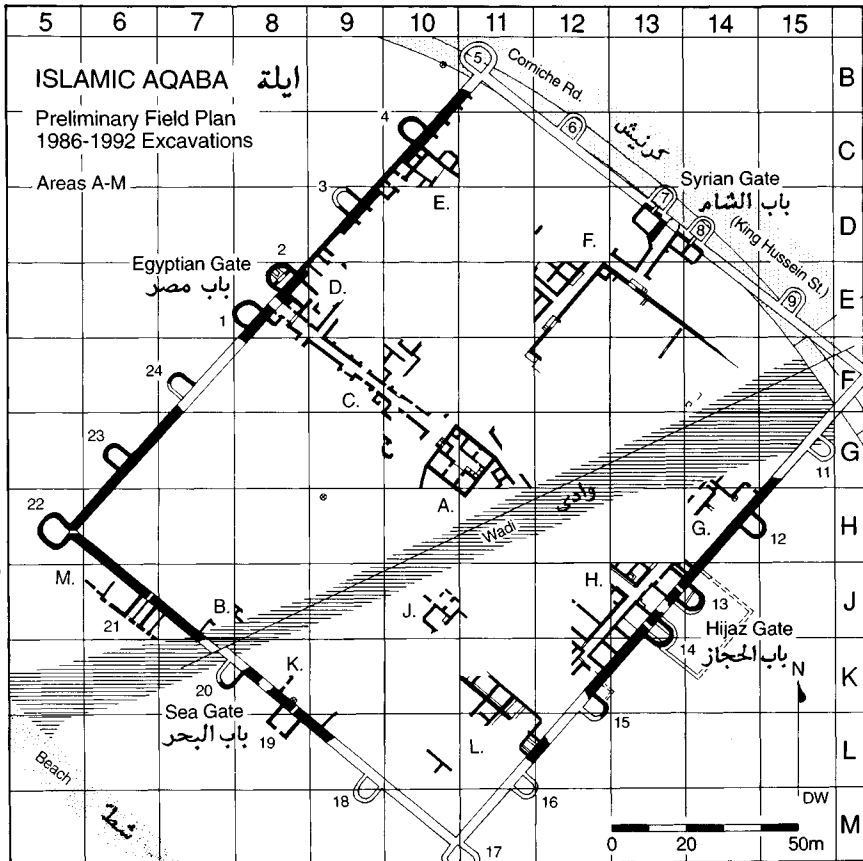 5 6 7 8 9 10 11 12 13 14 15
ISLAMIC AQABA ايلة
Preliminary Field Plan
1986-1992 Excavations
Areas A-M
B
C
D
E
F
G
H
J
K
L
M
Corniche Rd.
كرنيش
Syrian Gate
باب الشام
(King Hussein St.)
Egyptian Gate
باب مصر
1
2
3
4
5
6
7
8
9
11
12
13
14
15
16
17
18
19
20
21
22
23
24
E.
F.
D.
C.
A.
G.
H.
J.
B.
M.
K.
L.
Wadi
وادى
Hijaz Gate
باب الحجاز
Sea Gate
باب البحر
Beach
شط
N
DW
0 20 50m